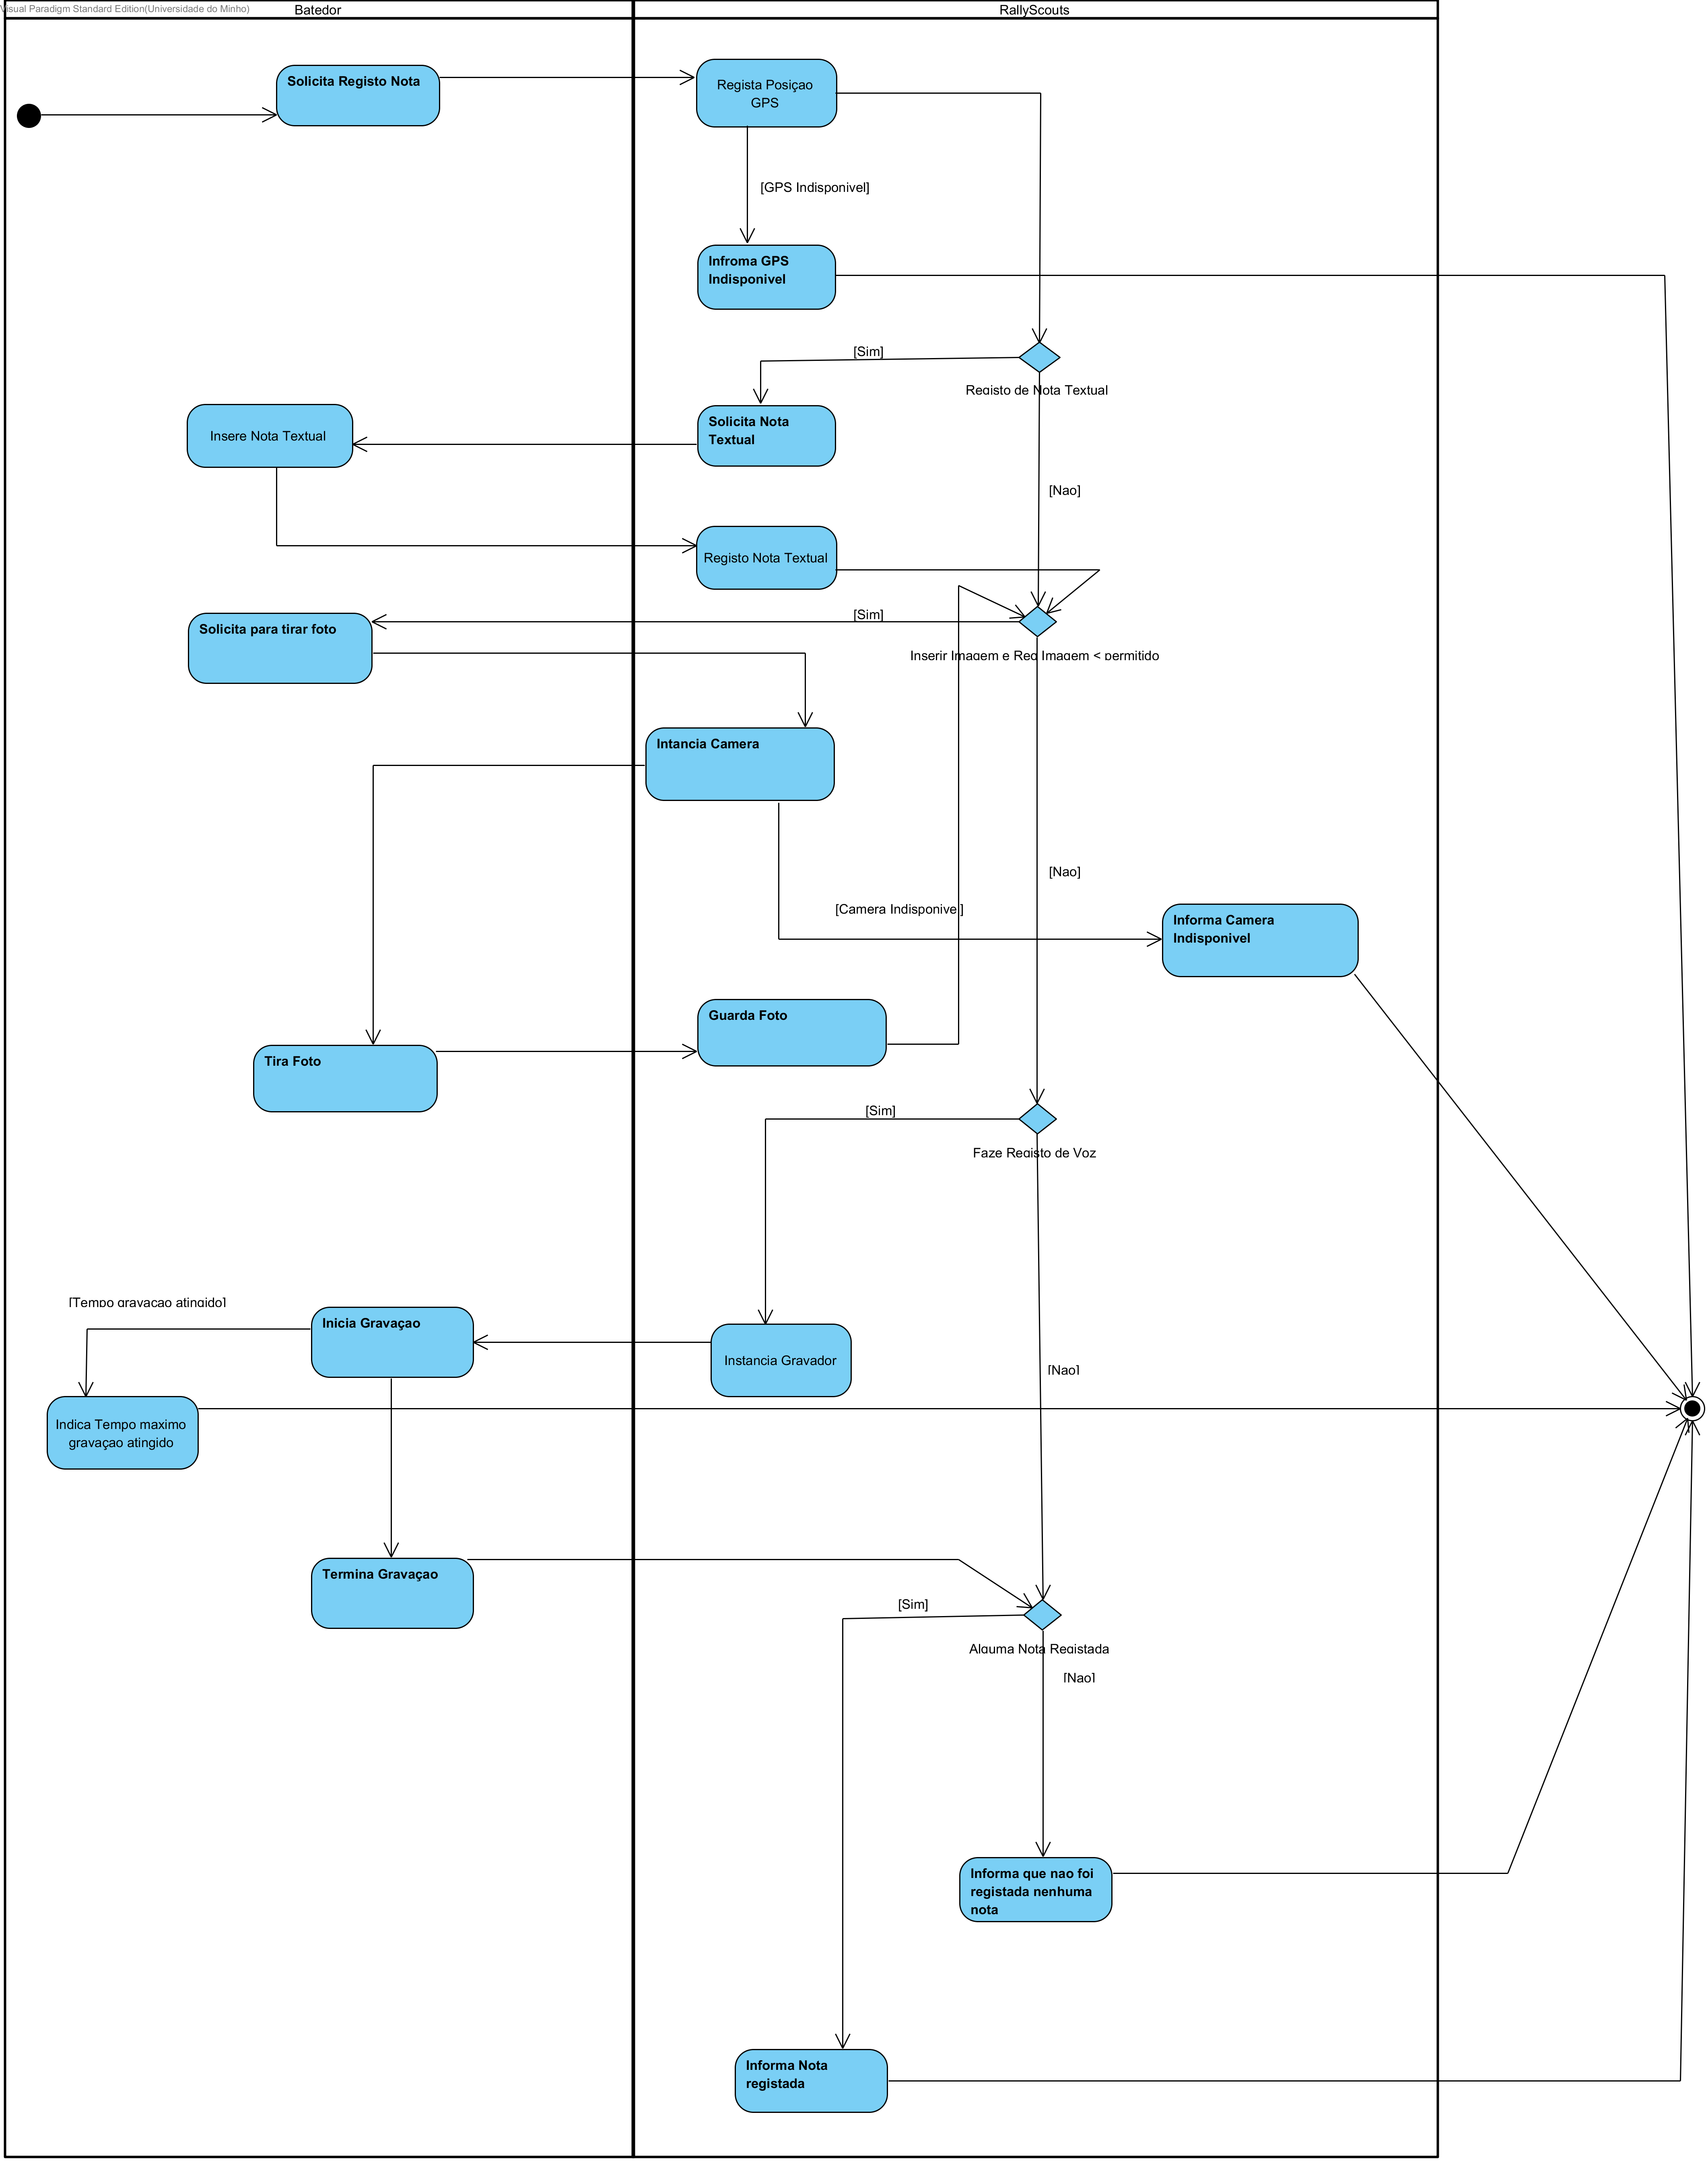 Visual Paradigm Standard Edition(Universidade do Minho)
Batedor
RallyScouts
Solicita Registo Nota
Regista Posiçao
GPS
[GPS Indisponivel]
Infroma GPS
Indisponivel
[Sim]
Registo de Nota Textual
Solicita Nota
Textual
Insere Nota Textual
[Nao]
Registo Nota Textual
[Sim]
Solicita para tirar foto
Inserir Imagem e Reg Imagem < permitido
Intancia Camera
[Nao]
[Camera Indisponivel]
Informa Camera
Indisponivel
Guarda Foto
Tira Foto
[Sim]
Faze Registo de Voz
[Tempo gravaçao atingido]
Inicia Gravaçao
Instancia Gravador
[Nao]
Indica Tempo maximo
gravaçao atingido
Termina Gravaçao
[Sim]
Alguma Nota Registada
[Nao]
Informa que nao foi
registada nenhuma
nota
Informa Nota
registada